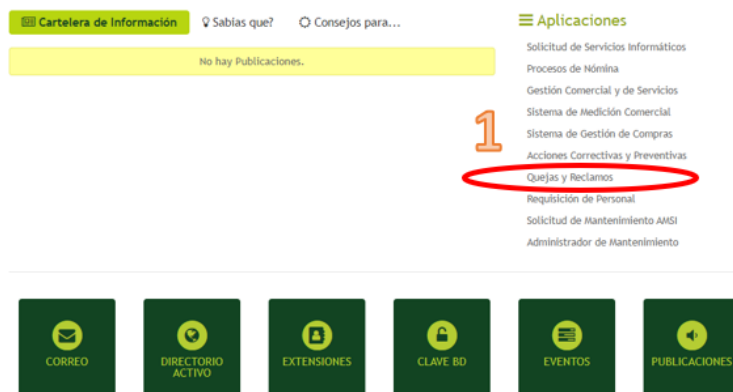 Cartelera de Información
Sabias que?
Consejos para...
No hay Publicaciones.
Aplicaciones
Solicitud de Servicios Informáticos
Procesos de Nómina
Gestión Comercial y de Servicios
Sistema de Medición Comercial
Sistema de Gestión de Compras
Acciones Correctivas y Preventivas
Quejas y Reclamos
Requisición de Personal
Solicitud de Mantenimiento AMSI
Administrador de Mantenimiento
1
CORREO
DIRECTORIO
ACTIVO
EXTENSIONES
CLAVE BD
EVENTOS
PUBLICACIONES